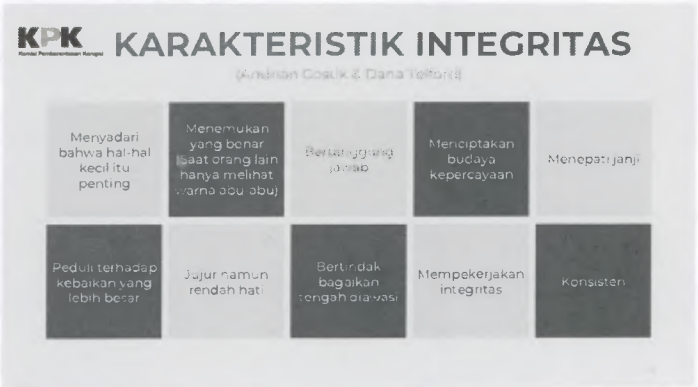 KPK
Komisi Pemberantasan Korupsi
KARAKTERISTIK INTEGRITAS
(Andrian Gostik & Dana Telford)
Menyadari
bahwa hal-hal
kecil itu
penting
Menemukan
yang benar
(saat orang lain
hanya melihat
warna abu-abu)
Bertanggung
jawab
Menciptakan
budaya
kepercayaan
Menepati janji
Peduli terhadap
kebaikan yang
lebih besar
Jujur namun
rendah hati
Bertindak
bagaikan
tengah diawasi
Mempekerjakan
integritas
Konsisten